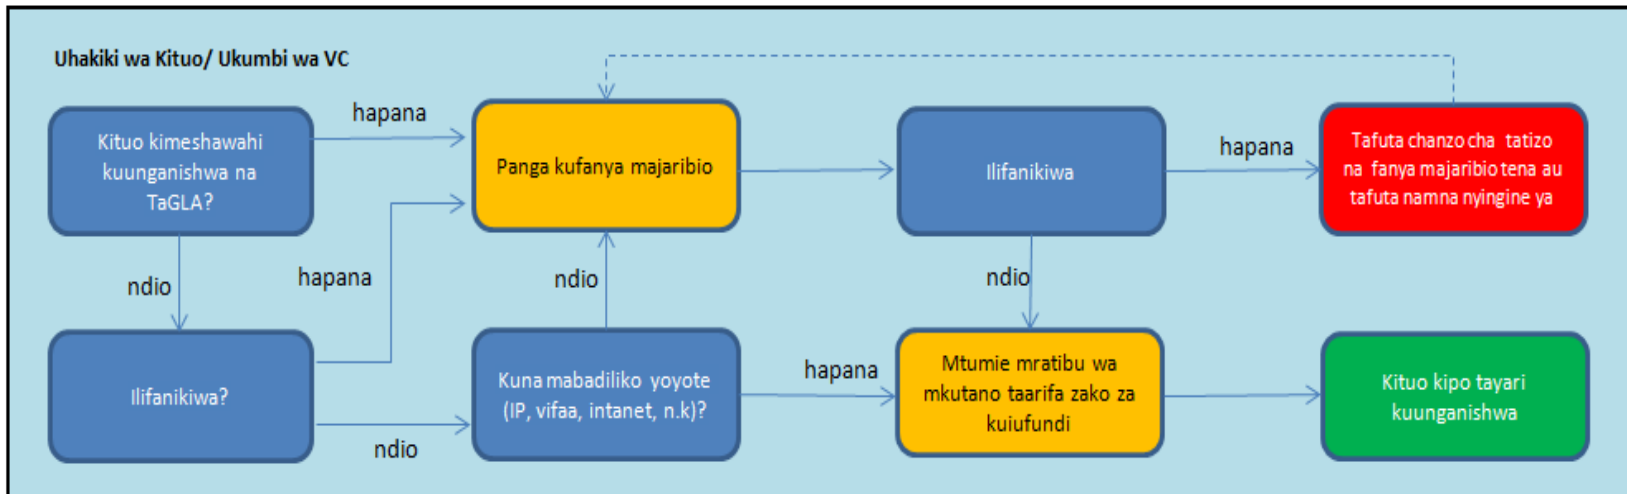 Uhakiki wa Kituo/ Ukumbi wa VC
Kituo kimeshawahi
kuunganishwa na
TaGLA?
hapana
Panga kufanya majaribio
Ilifanikiwa
hapana
Tafuta chanzo cha tatizo
na fanya majaribio tena au
tafuta namna nyingine ya
ndio
hapana
ndio
ndio
Ilifanikiwa?
ndio
Kuna mabadiliko yoyote
(IP, vifaa, intanet, n.k)?
hapana
Mtumie mratibu wa
mkutano taarifa zako za
kuiufundi
Kituo kipo tayari
kuunganishwa